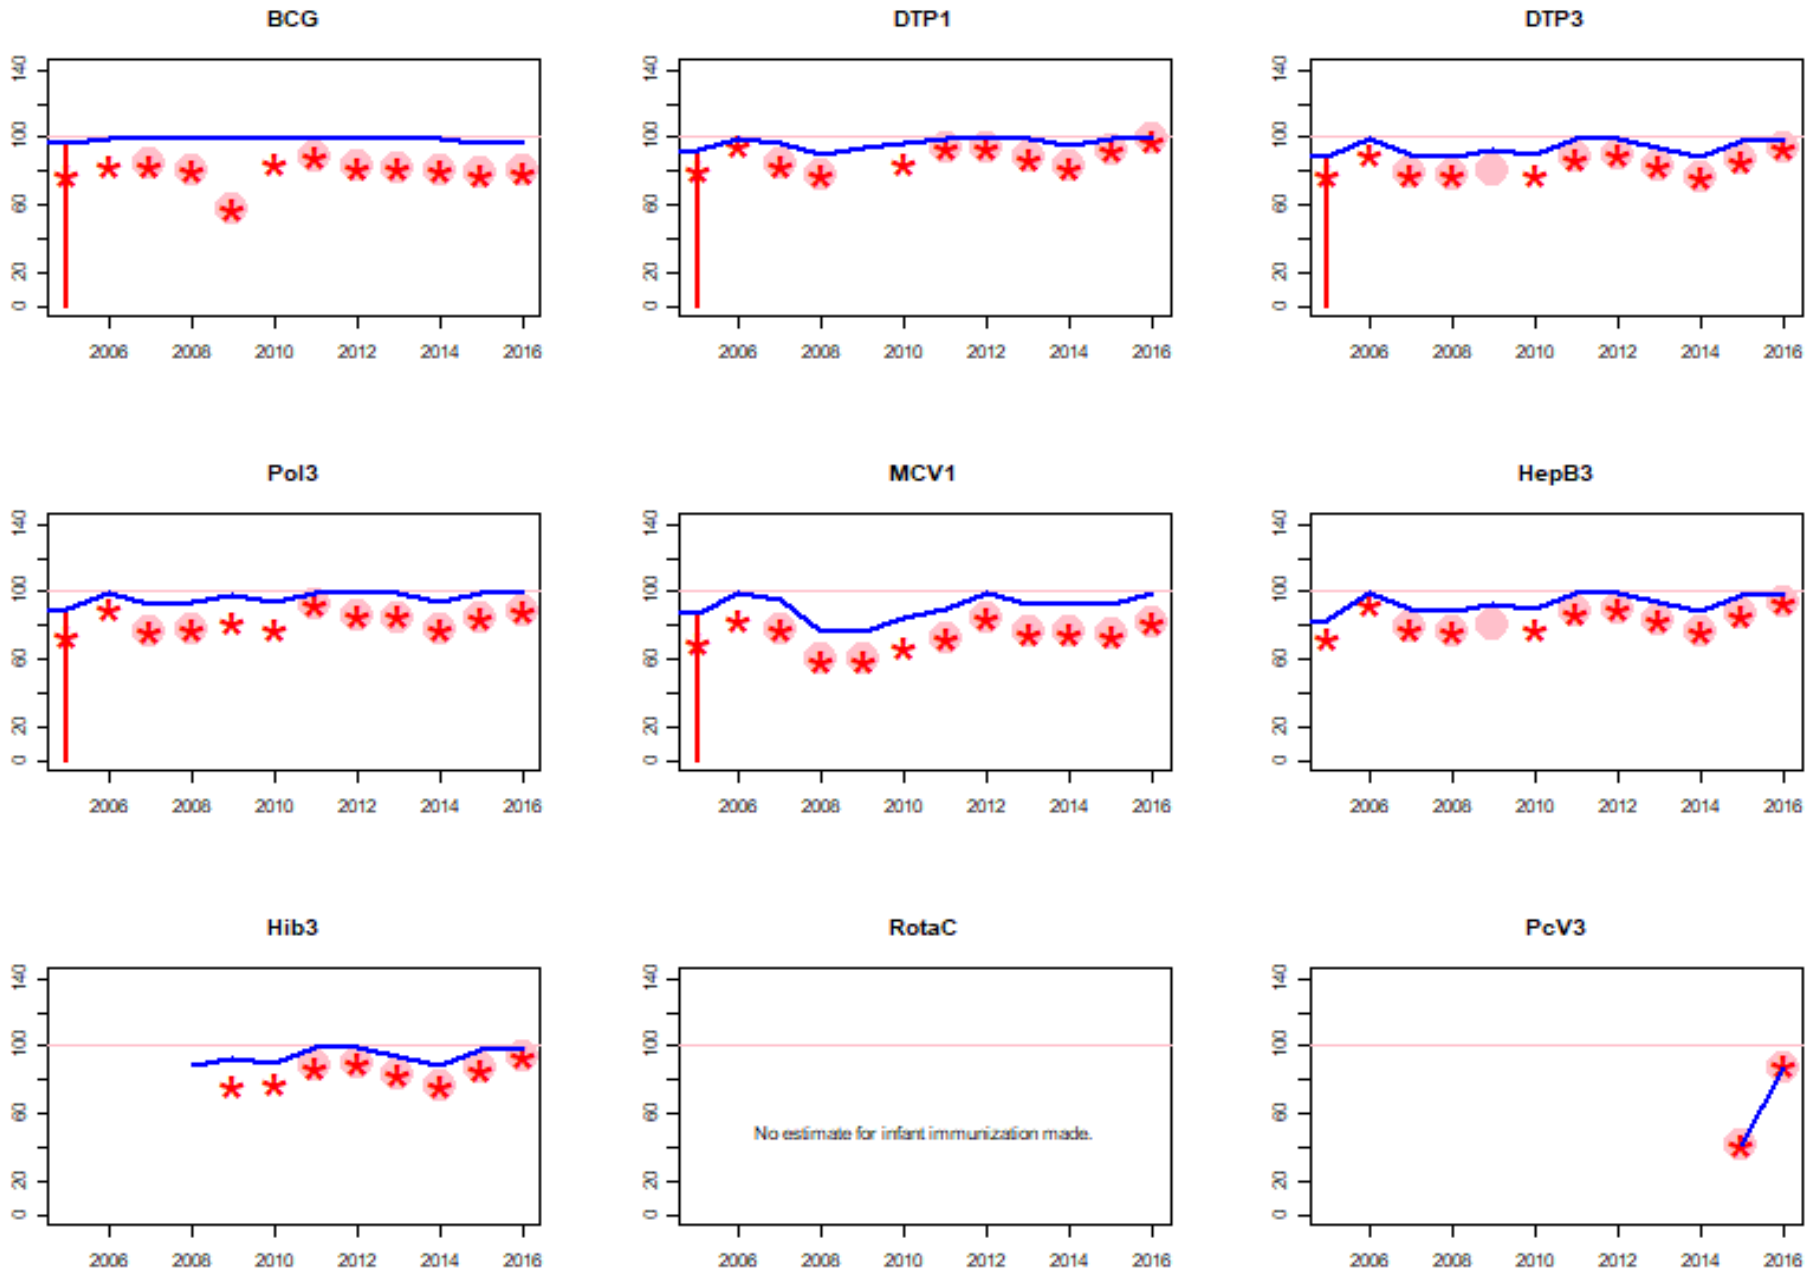 BCG
DTP1
DTP3
0 20 60 100 140
0 20 60 100 140
0 20 60 100 140
2006 2008 2010 2012 2014 2016
2006 2008 2010 2012 2014 2016
2006 2008 2010 2012 2014 2016
Pol3
MCV1
HepB3
0 20 60 100 140
0 20 60 100 140
0 20 60 100 140
2006 2008 2010 2012 2014 2016
2006 2008 2010 2012 2014 2016
2006 2008 2010 2012 2014 2016
Hib3
RotaC
PcV3
0 20 60 100 140
0 20 60 100 140
No estimate for infant immunization made.
0 20 60 100 140
2006 2008 2010 2012 2014 2016
2006 2008 2010 2012 2014 2016
2006 2008 2010 2012 2014 2016